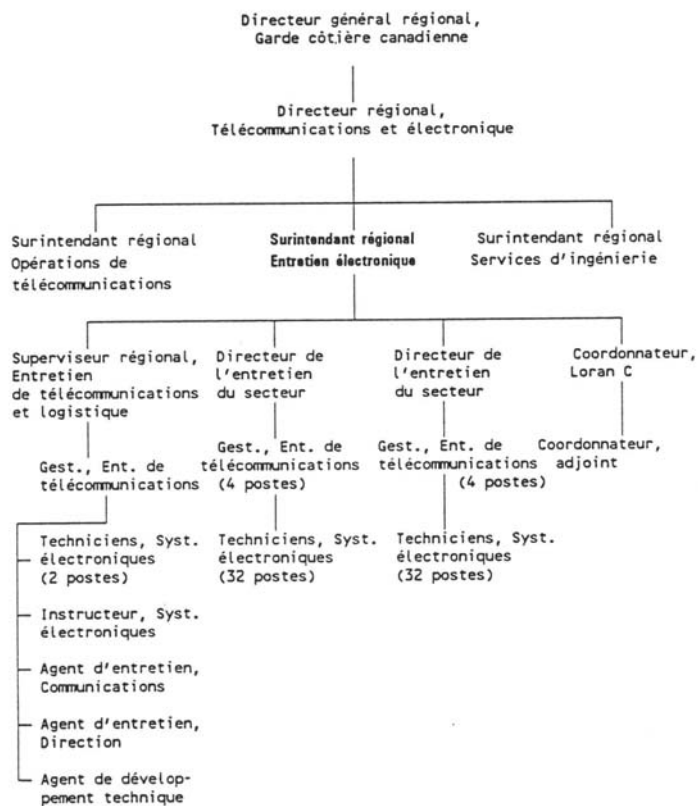 Directeur général régional,
Garde côtière canadienne
Directeur régional,
Télécommunications et électronique
Surintendant régional
Opérations de
télécommunications
Surintendant régional
Entretien électronique
Surintendant régional
Services d'ingénierie
Superviseur régional,
Entretien
de télécommunications
et logistique
Directeur de
l'entretien
du secteur
Directeur de
l'entretien
du secteur
Coordonnateur,
Loran C
Gest., Ent. de
télécommunications
Gest., Ent. de
télécommunications
(4 postes)
Gest., Ent. de
télécommunications
(4 postes)
Coordonnateur,
adjoint
Techniciens, Syst.
électroniques
(2 postes)
Techniciens, Syst.
électroniques
(32 postes)
Techniciens, Syst.
électroniques
(32 postes)
Instructeur, Syst.
électroniques
Agent d'entretien,
Communications
Agent d'entretien,
Direction
Agent de dévelop-
pement technique